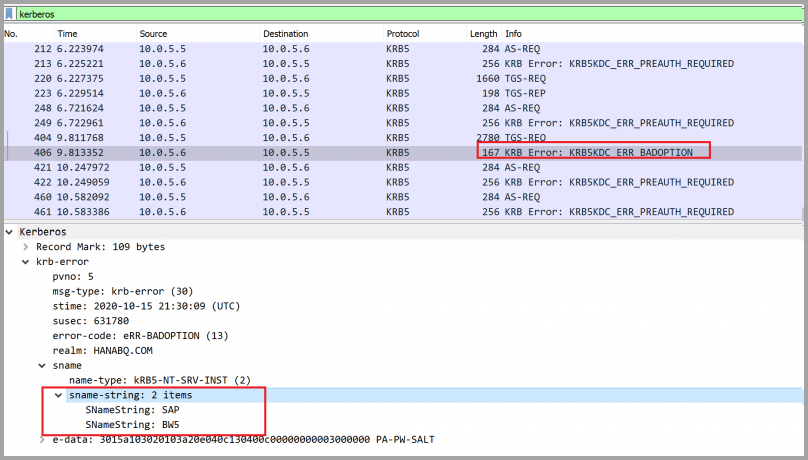 kerberos
No. Time Source Destination Protocol Length Info
212 6.223974 10.0.5.5 10.0.5.6 KRB5 284 AS-REQ
213 6.225221 10.0.5.6 10.0.5.5 KRB5 256 KRB Error: KRB5KDC_ERR_PREAUTH_REQUIRED
220 6.227375 10.0.5.5 10.0.5.6 KRB5 1660 TGS-REQ
223 6.229514 10.0.5.6 10.0.5.5 KRB5 198 TGS-REP
248 6.721624 10.0.5.5 10.0.5.6 KRB5 284 AS-REQ
249 6.722961 10.0.5.6 10.0.5.5 KRB5 256 KRB Error: KRB5KDC_ERR_PREAUTH_REQUIRED
404 9.811768 10.0.5.5 10.0.5.6 KRB5 2780 TGS-REQ
406 9.813352 10.0.5.6 10.0.5.5 KRB5 167 KRB Error: KRB5KDC_ERR_BADOPTION
421 10.247972 10.0.5.5 10.0.5.6 KRB5 284 AS-REQ
422 10.249059 10.0.5.6 10.0.5.5 KRB5 256 KRB Error: KRB5KDC_ERR_PREAUTH_REQUIRED
460 10.582092 10.0.5.5 10.0.5.6 KRB5 284 AS-REQ
461 10.583386 10.0.5.6 10.0.5.5 KRB5 256 KRB Error: KRB5KDC_ERR_PREAUTH_REQUIRED
Kerberos
Record Mark: 109 bytes
krb-error
pvno: 5
msg-type: krb-error (30)
stime: 2020-10-15 21:30:09 (UTC)
susec: 631780
error-code: eRR-BADOPTION (13)
realm: HANABQ.COM
sname
name-type: kRB5-NT-SRV-INST (2)
sname-string: 2 items
SNameString: SAP
SNameString: BW5
e-data: 3015a103020103a20e040c130400c00000000003000000 PA-PW-SALT